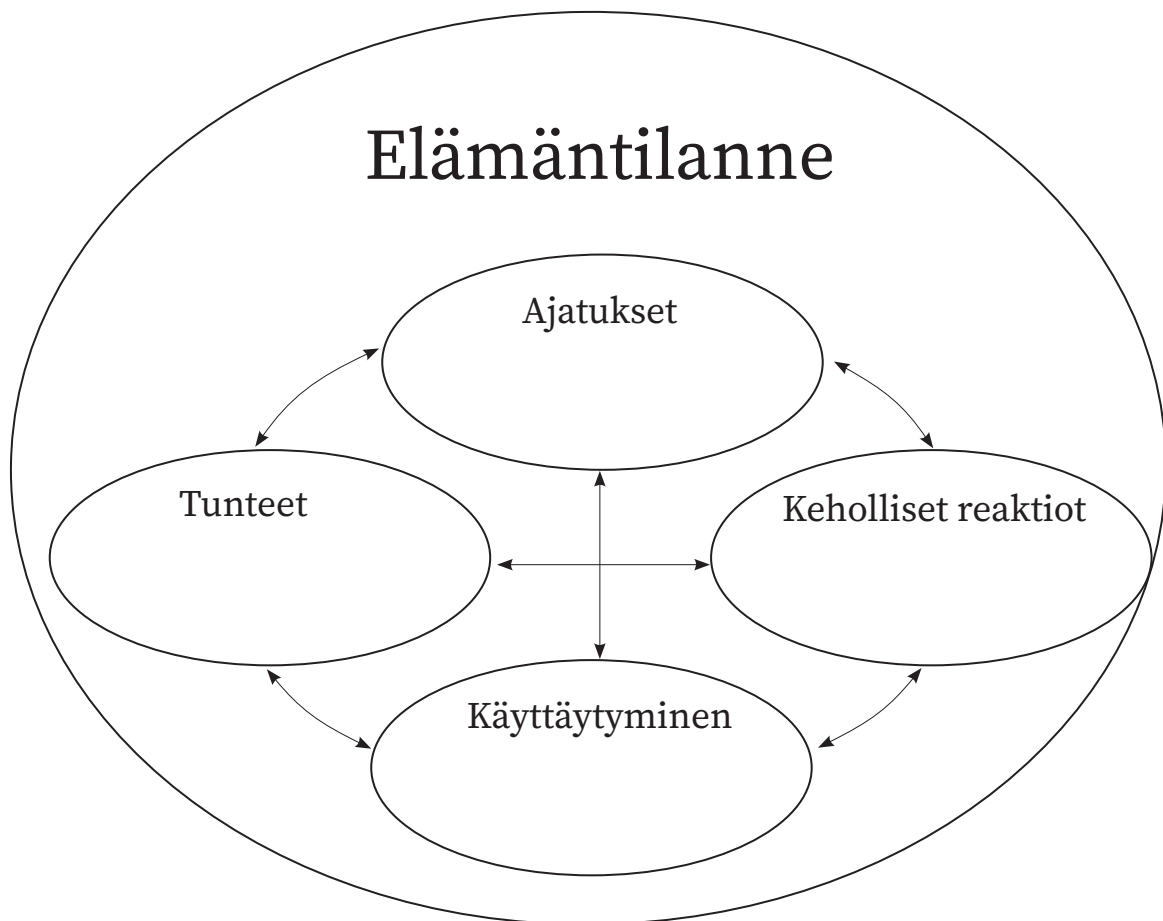 Elämäntilanne
Ajatukset
Tunteet
Keholliset reaktiot
Käyttäytyminen